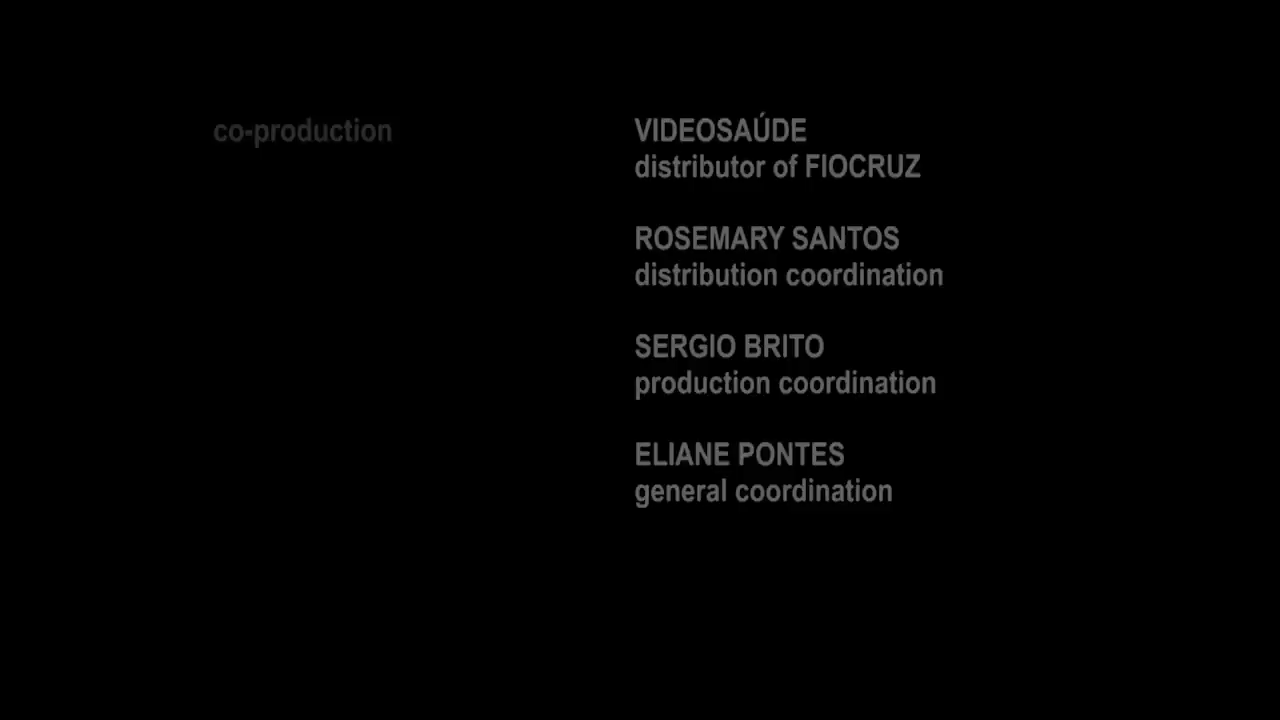 co-production
VIDEOSAÚDE
distributor of FIOCRUZ
ROSEMARY SANTOS
distribution coordination
SERGIO BRITO
production coordination
ELIANE PONTES
general coordination